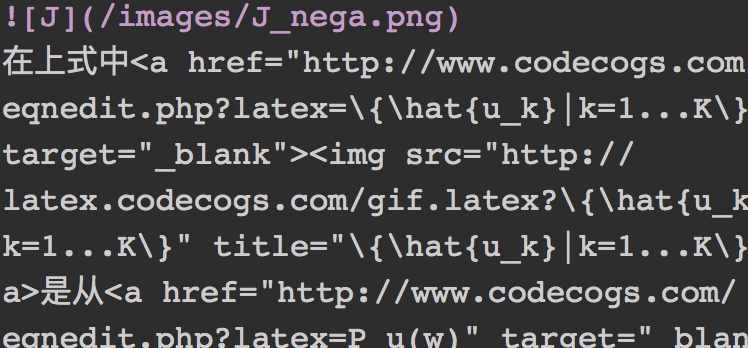 ![J](/images/J_nega.png)
在上式中<a href="http://www.codecogs.com
eqnedit.php?latex=\{\hat{u_k}|k=1...K\}
target="_blank"><img src="http://
latex.codecogs.com/gif.latex?\{\hat{u_k
k=1...K\}" title="\{\hat{u_k}|k=1...K\}
a>是从<a href="http://www.codecogs.com/
eqnedit.php?latex=P_u(w)" target="_blan